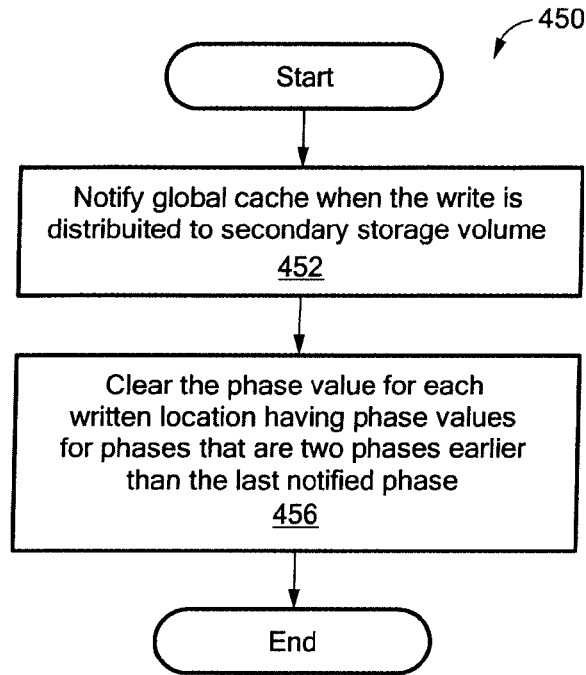 450
Start
Notify global cache when the write is
distribuited to secondary storage volume
452
Clear the phase value for each
written location having phase values
for phases that are two phases earlier
than the last notified phase
456
End